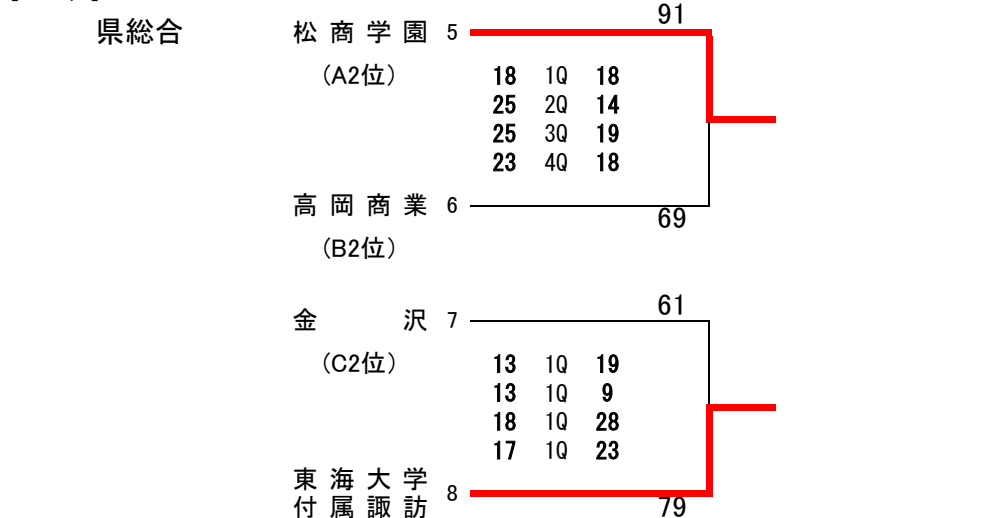 91
県総合 松商学園 5
(A2位) 18 1Q 18
25 2Q 14
25 3Q 19
23 4Q 18
高岡商業 6
69
(B2位)
61
金沢 7
(C2位) 13 1Q 19
13 1Q 9
18 1Q 28
17 1Q 23
東海大学
付属諏訪 8
79